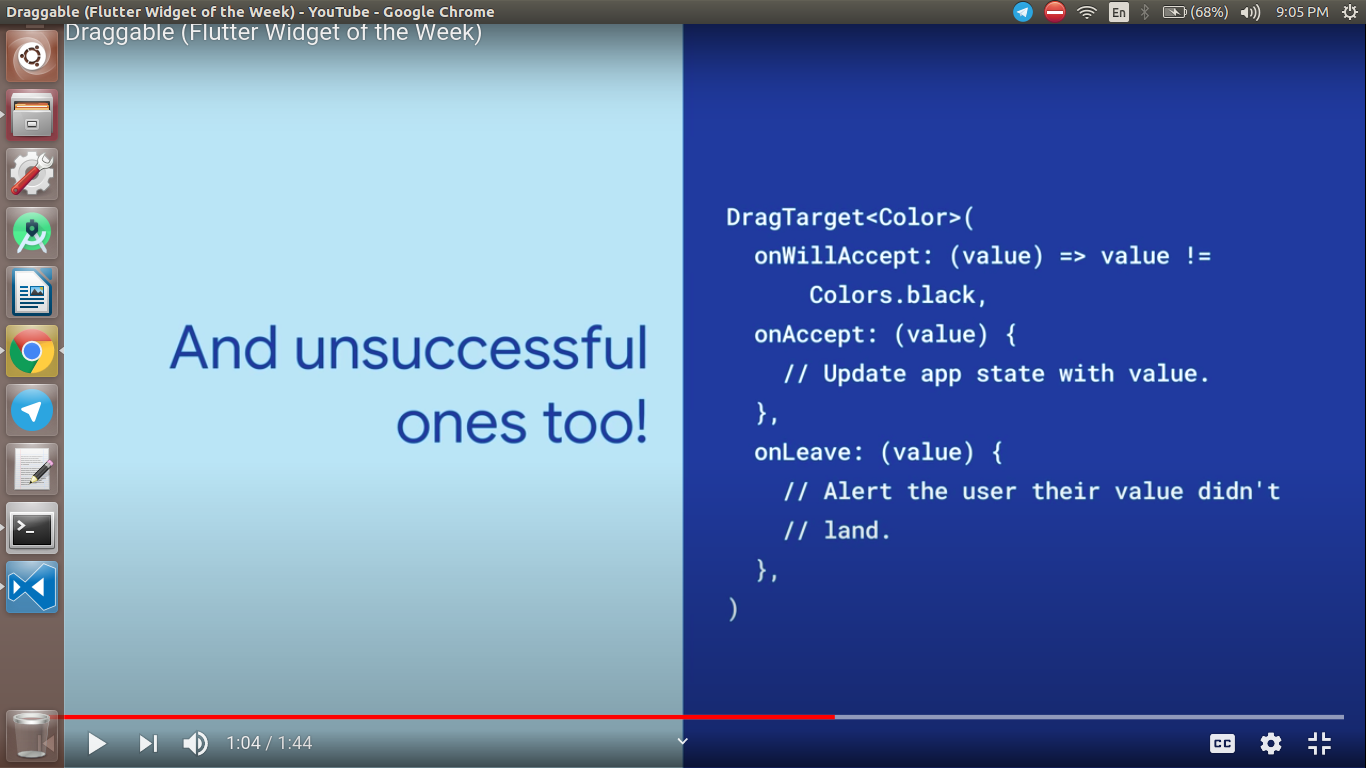 Draggable (Flutter Widget of the Week) - YouTube - Google Chrome
En
(68%)
9:05 PM
Draggable (Flutter Widget of the Week)
And unsuccessful
ones too!
DragTarget<Color>(
onWillAccept: (value) => value !=
Colors.black,
onAccept: (value) {
// Update app state with value.
},
onLeave: (value) {
// Alert the user their value didn't
// land.
},
)
1:04 / 1:44
CC